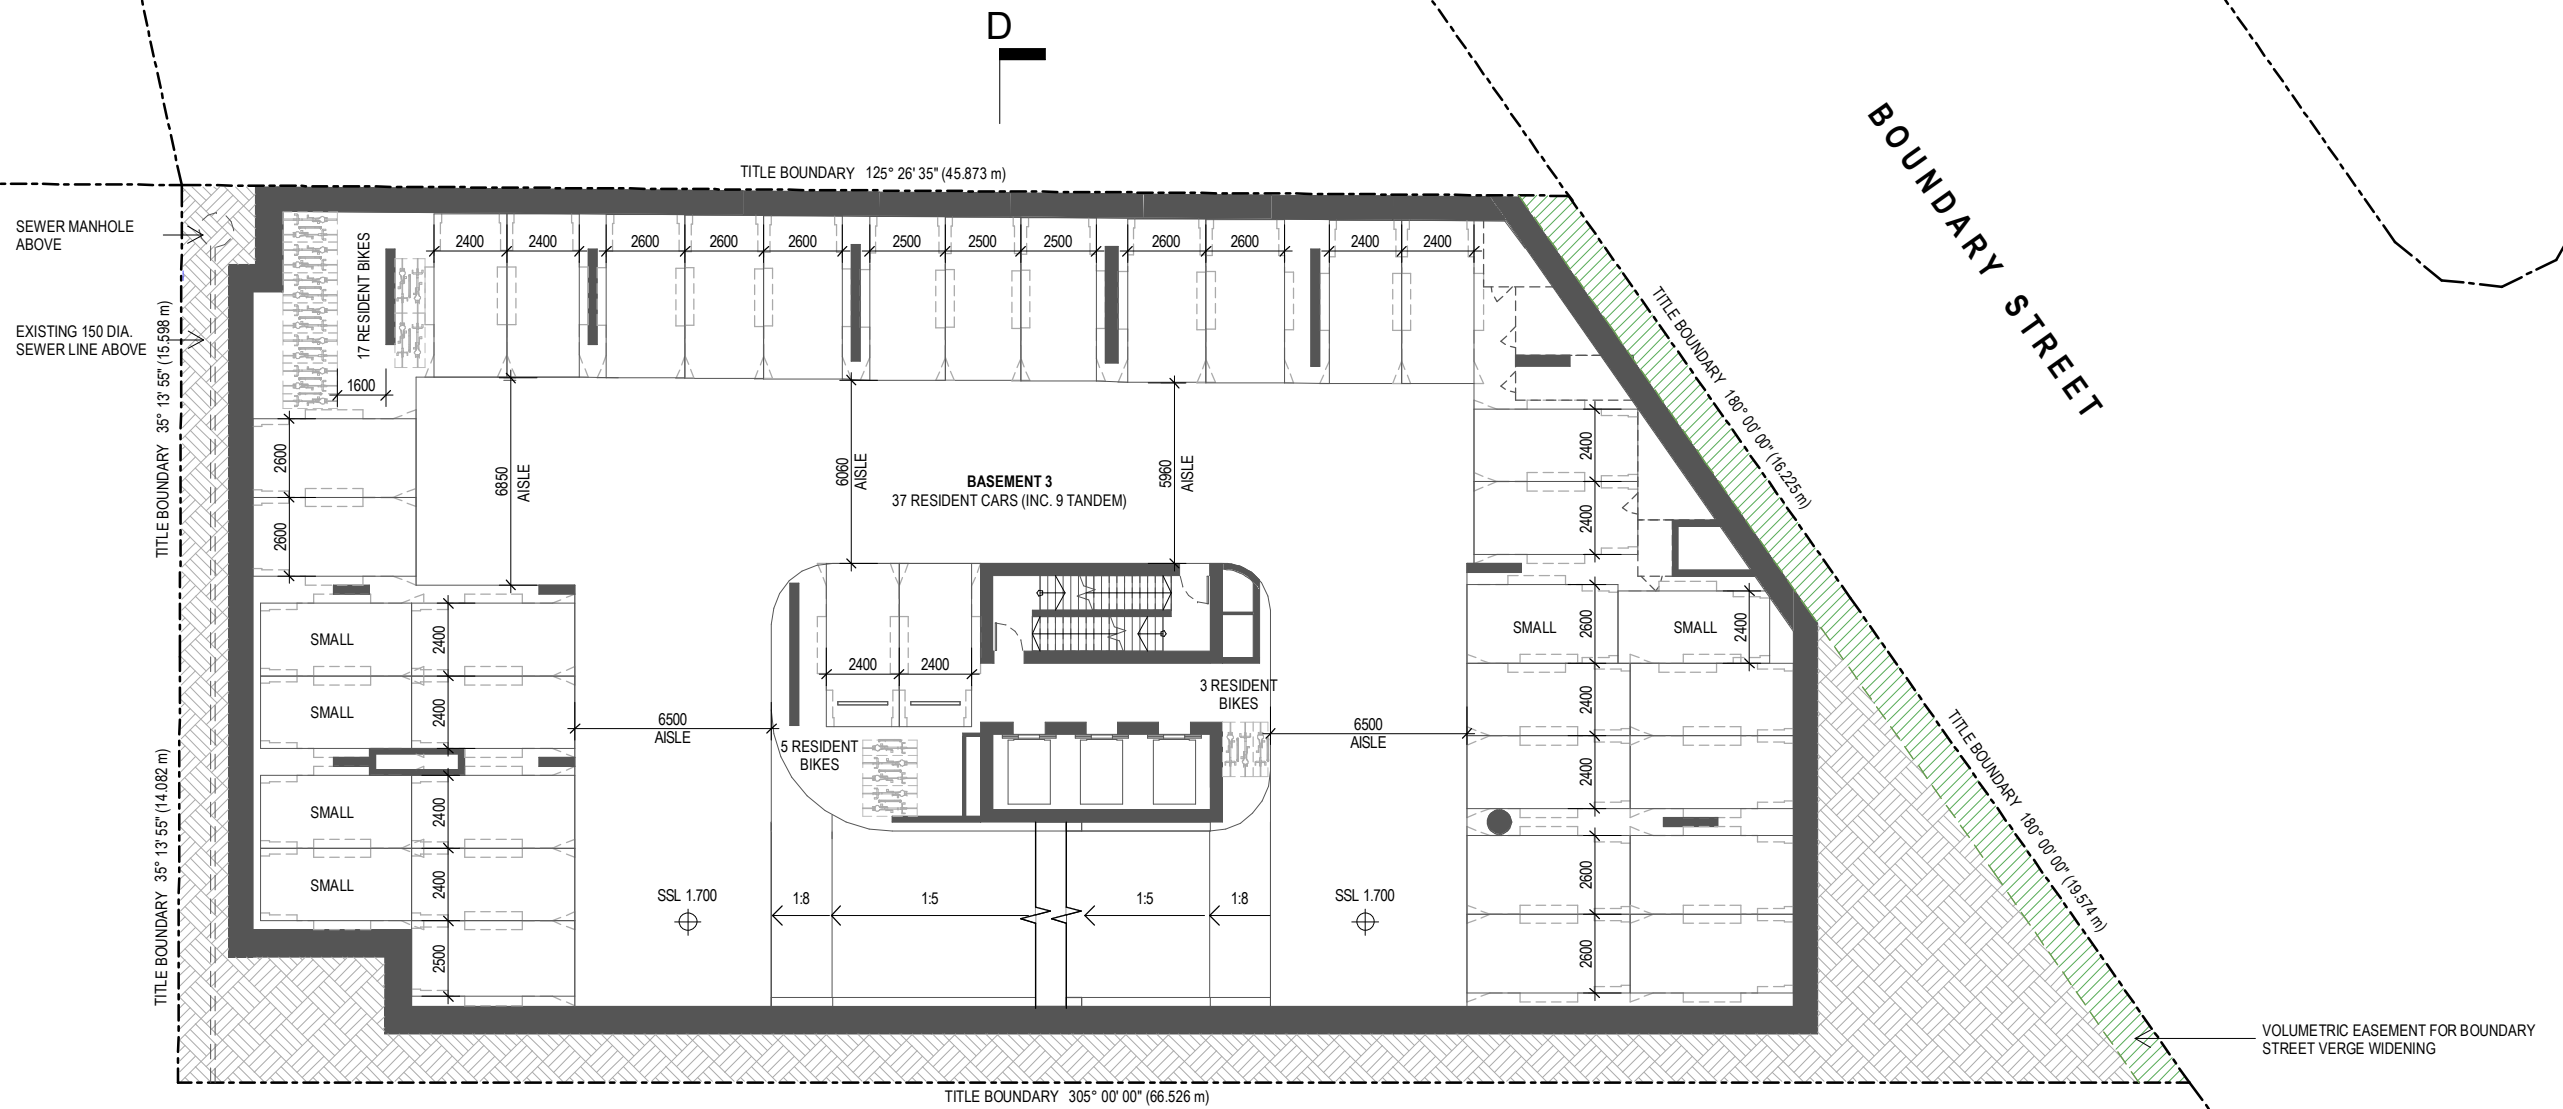 D
BOUNDARY STREET
TITLE BOUNDARY 125° 26' 35" (45.873 m)
SEWER MANHOLE
ABOVE
EXISTING 150 DIA.
SEWER LINE ABOVE
TITLE BOUNDARY 35° 13' 55" (15.598 m)
17 RESIDENT BIKES
2400
2400
2600
2600
2600
2500
2500
2500
2600
2600
2400
2400
TITLE BOUNDARY 180° 00' 00" (16.225 m)
1600
2600
2600
6850
AISLE
6060
AISLE
5960
AISLE
BASEMENT 3
37 RESIDENT CARS (INC. 9 TANDEM)
2400
2400
SMALL
2400
SMALL
2400
SMALL
2400
SMALL
2400
2500
2400
2400
6500
AISLE
5 RESIDENT
BIKES
3 RESIDENT
BIKES
6500
AISLE
SMALL
2600
SMALL
2400
2400
2400
2600
2600
SSL 1.700
1:8
1:5
1:5
1:8
SSL 1.700
TITLE BOUNDARY 35° 13' 55" (14.082 m)
TITLE BOUNDARY 180° 00' 00" (19.574 m)
VOLUMETRIC EASEMENT FOR BOUNDARY
STREET VERGE WIDENING
TITLE BOUNDARY 305° 00' 00" (66.526 m)